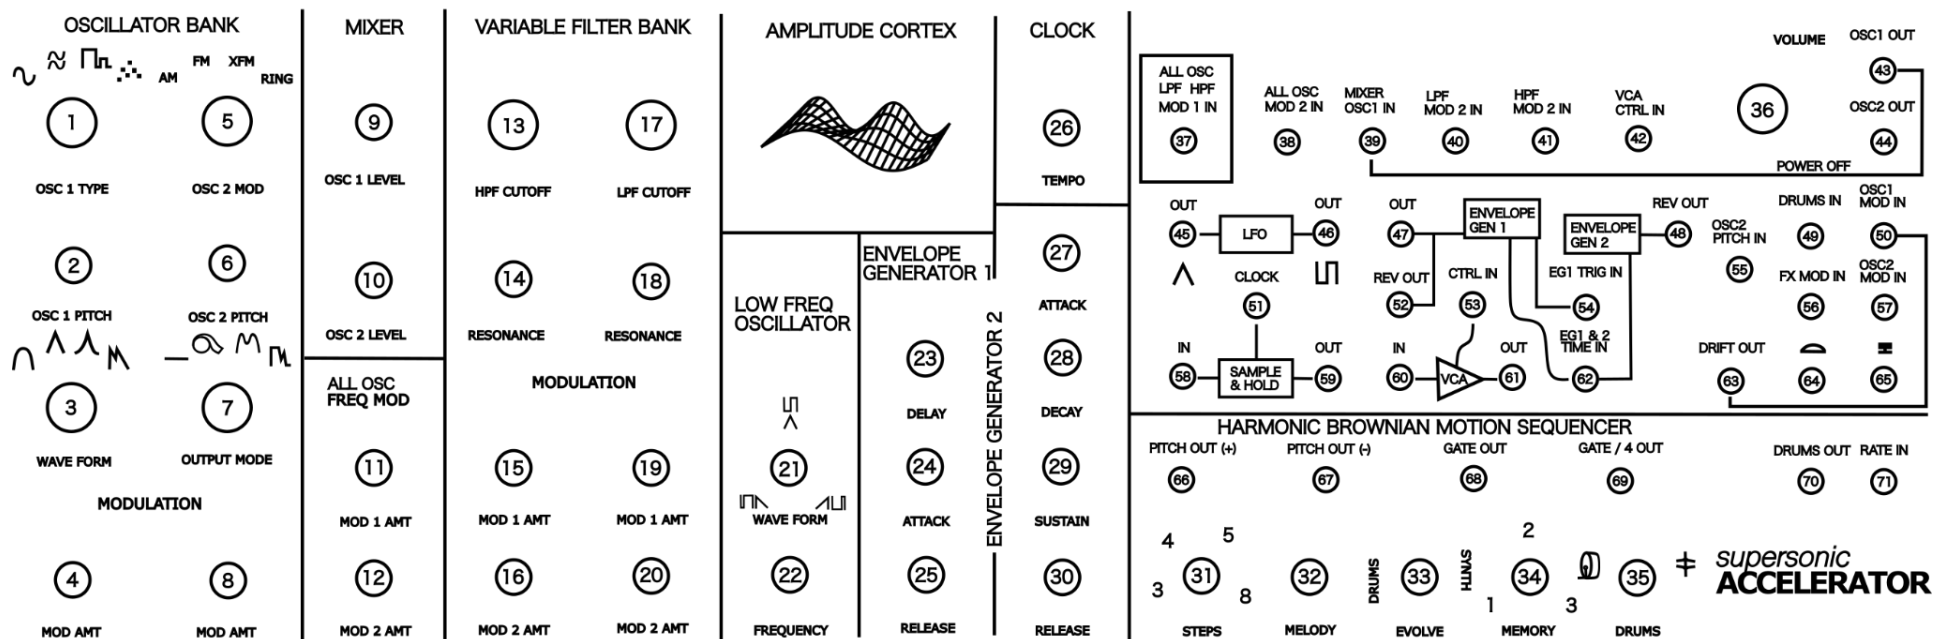 OSCILLATOR BANK
AM
FM
XFM
RING
1
5
OSC 1 TYPE
OSC 2 MOD
2
6
OSC 1 PITCH
OSC 2 PITCH
3
7
WAVE FORM
OUTPUT MODE
MODULATION
4
8
MOD AMT
MOD AMT
MIXER
9
OSC 1 LEVEL
10
OSC 2 LEVEL
ALL OSC
FREQ MOD
11
MOD 1 AMT
12
MOD 2 AMT
VARIABLE FILTER BANK
13
17
HPF CUTOFF
LPF CUTOFF
14
18
RESONANCE
RESONANCE
MODULATION
15
19
MOD 1 AMT
MOD 1 AMT
16
20
MOD 2 AMT
MOD 2 AMT
AMPLITUDE CORTEX
LOW FREQ
OSCILLATOR
21
WAVE FORM
22
FREQUENCY
ENVELOPE
GENERATOR 1
23
DELAY
24
ATTACK
25
RELEASE
CLOCK
26
TEMPO
ENVELOPE GENERATOR 2
27
ATTACK
28
DECAY
29
SUSTAIN
30
RELEASE
ALL OSC
LPF HPF
MOD 1 IN
37
ALL OSC
MOD 2 IN
38
MIXER
OSC1 IN
39
LPF
MOD 2 IN
40
HPF
MOD 2 IN
41
VCA
CTRL IN
42
VOLUME
36
POWER OFF
OSC1 OUT
43
OSC2 OUT
44
OUT
45
LFO
OUT
46
OUT
47
ENVELOPE
GEN 1
ENVELOPE
GEN 2
REV OUT
48
OSC2
PITCH IN
55
DRUMS IN
49
OSC1
MOD IN
50
CLOCK
51
REV OUT
52
CTRL IN
53
EG1 TRIG IN
54
FX MOD IN
56
OSC2
MOD IN
57
IN
58
SAMPLE
& HOLD
OUT
59
IN
60
VCA
OUT
61
EG1 & 2
TIME IN
62
DRIFT OUT
63
64
65
HARMONIC BROWNIAN MOTION SEQUENCER
PITCH OUT (+)
PITCH OUT (-)
GATE OUT
GATE / 4 OUT
DRUMS OUT
RATE IN
66
67
68
69
70
71
3
4
5
8
31
STEPS
32
MELODY
DRUMS
33
SYNTH
EVOLVE
1
2
3
34
MEMORY
35
DRUMS
supersonic
ACCELERATOR